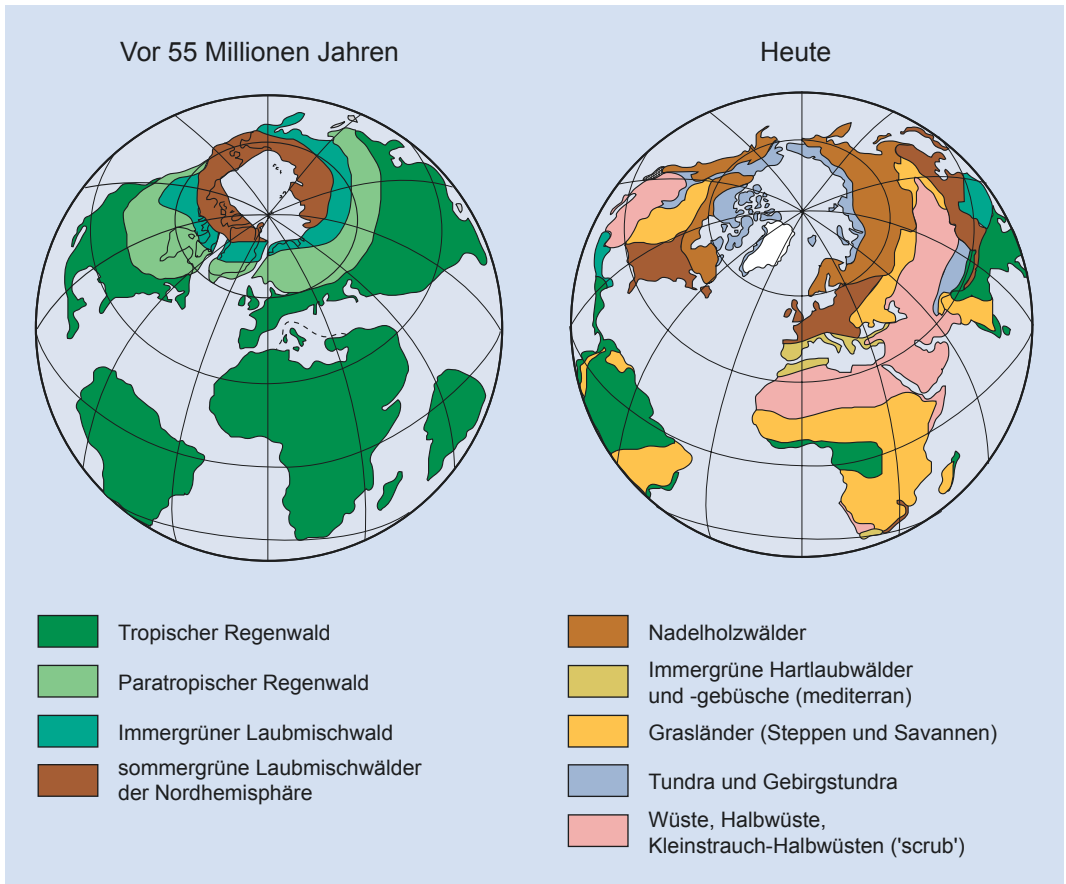 Vor 55 Millionen Jahren
Heute
Tropischer Regenwald
Paratropischer Regenwald
Immergrüner Laubmischwald
sommergrüne Laubmischwälder
der Nordhemisphäre
Nadelholzwälder
Immergrüne Hartlaubwälder
und -gebüsche (mediterran)
Grasländer (Steppen und Savannen)
Tundra und Gebirgstundra
Wüste, Halbwüste,
Kleinstrauch-Halbwüsten ('scrub')